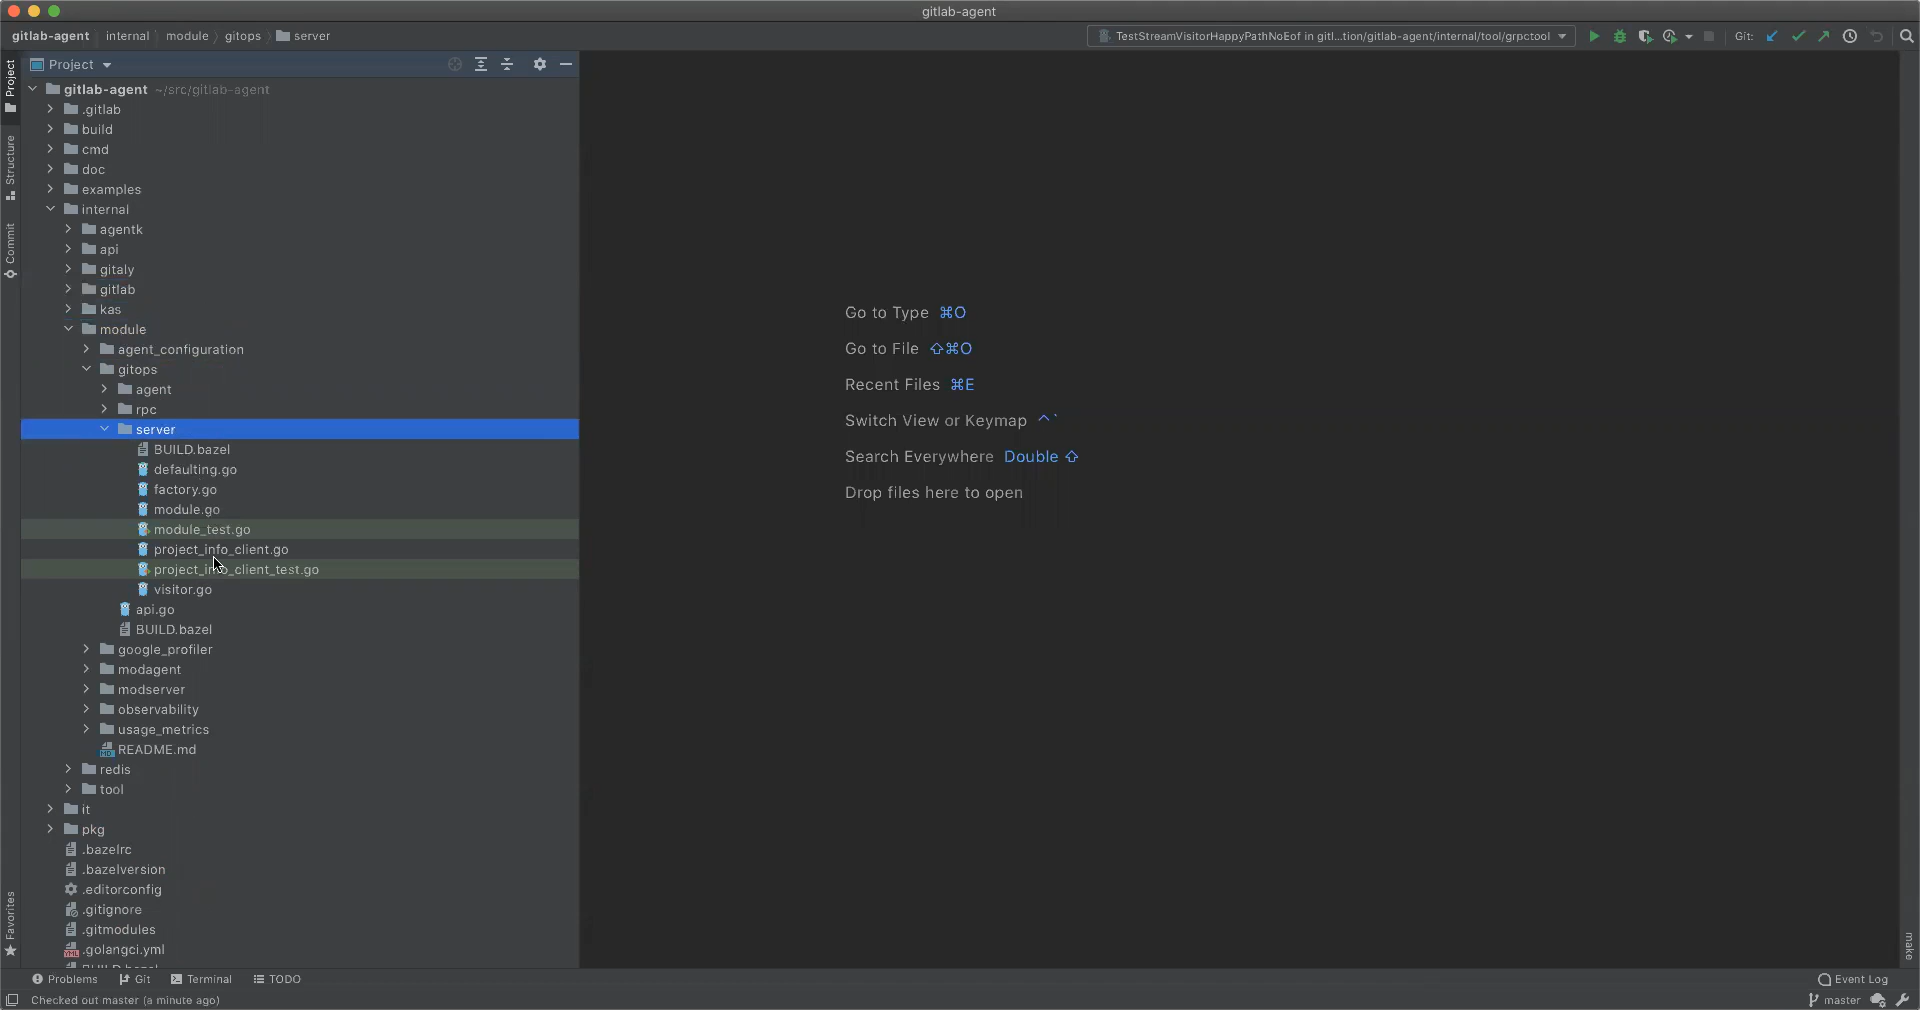 gitlab-agent
gitlab-agent internal module gitops server
TestStreamVisitorHappyPathNoEof in gitl...tion/gitlab-agent/internal/tool/grpctool
Git:
Project
Project
Structure
Commit
Favorites
gitlab-agent ~/src/gitlab-agent
.gitlab
build
cmd
doc
examples
internal
agentk
api
gitaly
gitlab
kas
module
agent_configuration
gitops
agent
rpc
server
BUILD.bazel
defaulting.go
factory.go
module.go
module_test.go
project_info_client.go
project_info_client_test.go
visitor.go
api.go
BUILD.bazel
google_profiler
modagent
modserver
observability
usage_metrics
README.md
redis
tool
it
pkg
.bazelrc
.bazelversion
.editorconfig
.gitignore
.gitmodules
.golangci.yml
BUILD.bazel
Go to Type ⌘O
Go to File ⇧⌘O
Recent Files ⌘E
Switch View or Keymap ^`
Search Everywhere Double ⇧
Drop files here to open
make
Problems Git Terminal TODO
Event Log
Checked out master (a minute ago)
master